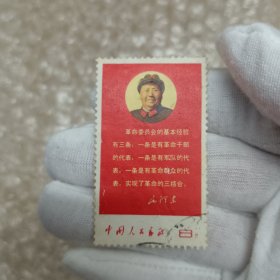 革命委员会的基本经验
有三条：一条是有革命干部
的代表，一条是有军队的代
表，一条是有革命群众的代
表，实现了革命的三结合。
毛泽东
中国人民邮政